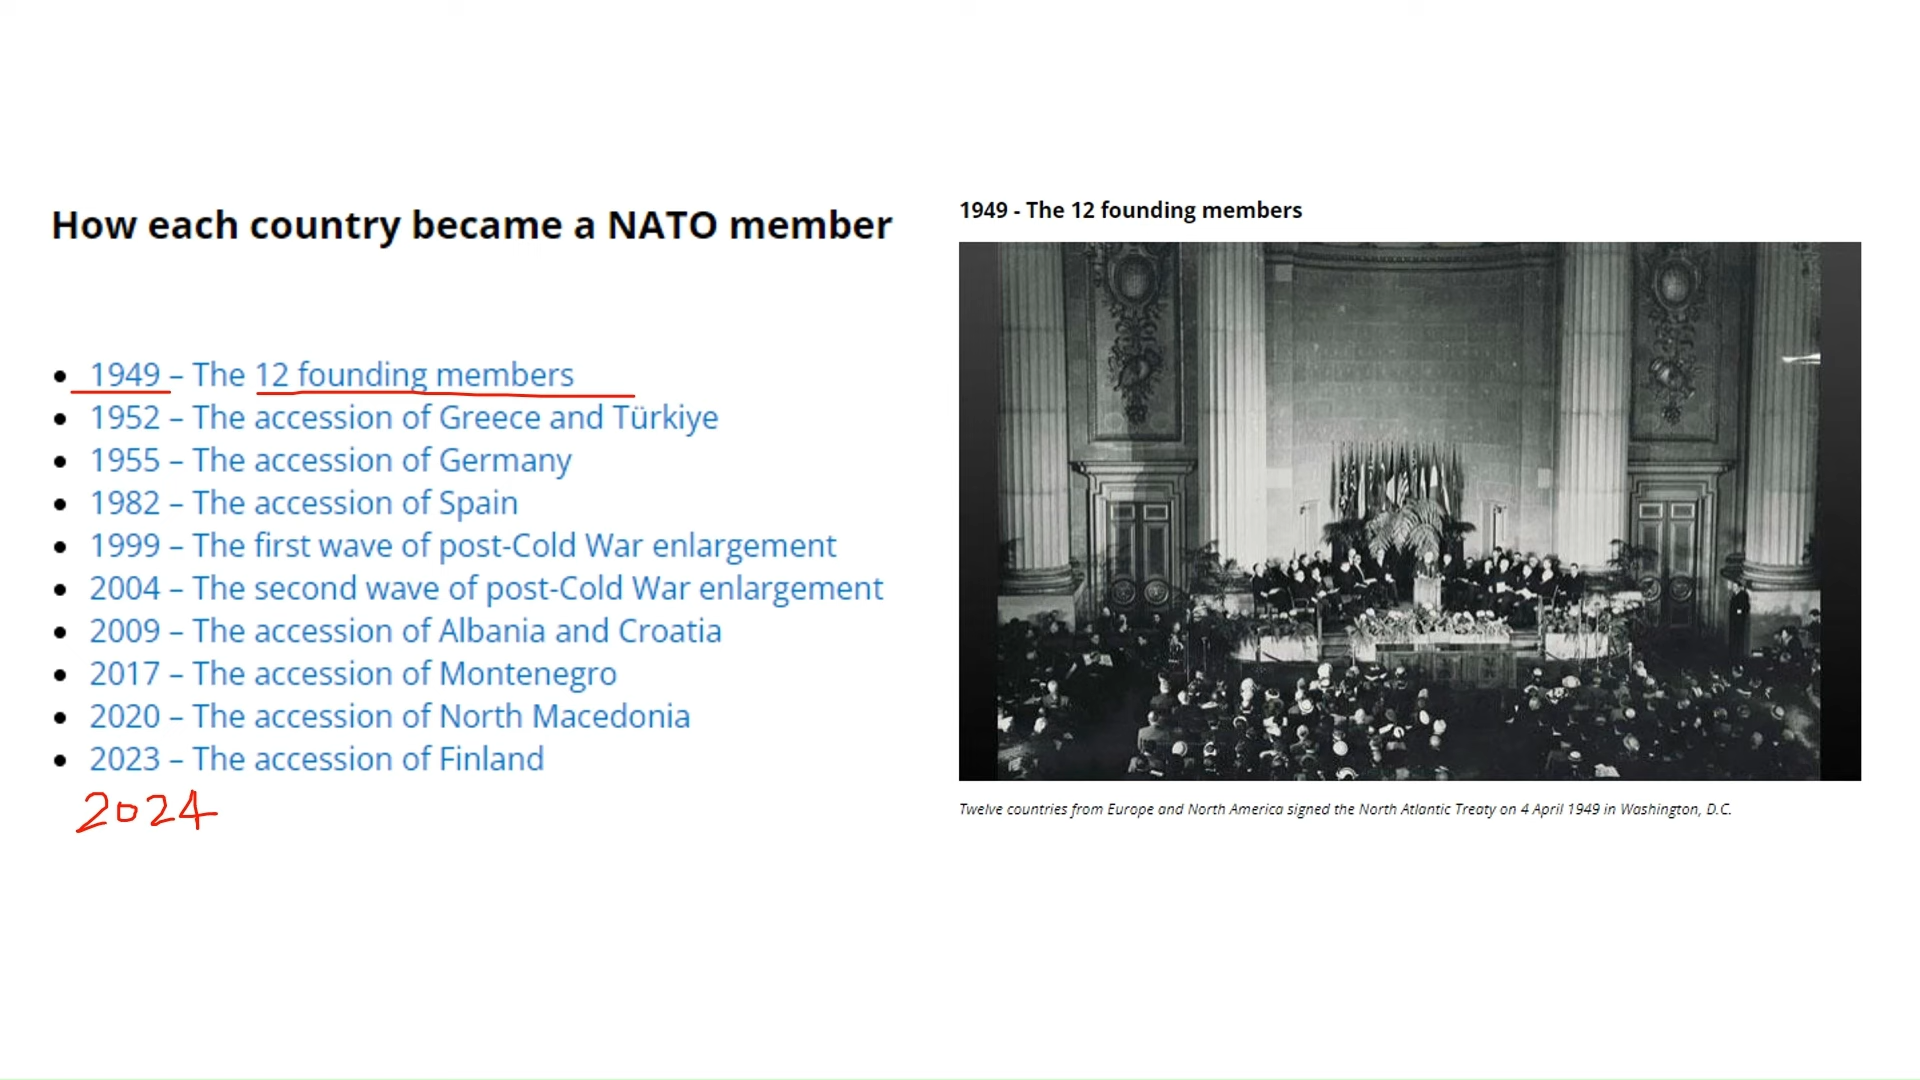 How each country became a NATO member
1949 – The 12 founding members
1952 – The accession of Greece and Türkiye
1955 – The accession of Germany
1982 – The accession of Spain
1999 – The first wave of post-Cold War enlargement
2004 – The second wave of post-Cold War enlargement
2009 – The accession of Albania and Croatia
2017 – The accession of Montenegro
2020 – The accession of North Macedonia
2023 – The accession of Finland
2024
1949 - The 12 founding members
Twelve countries from Europe and North America signed the North Atlantic Treaty on 4 April 1949 in Washington, D.C.